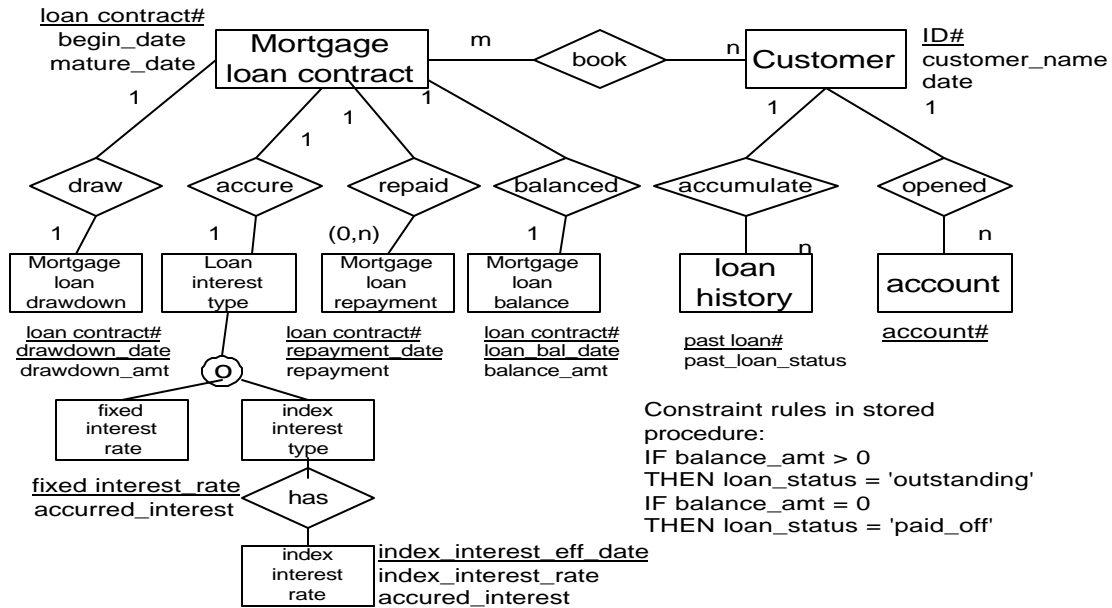 loan contract#
begin_date
mature_date
Mortgage
loan contract
m
book
n
Customer
ID#
customer_name
date
1
1
1
1
1
1
draw
accure
repaid
balanced
accumulate
opened
1
1
(0,n)
1
n
n
Mortgage
loan
drawdown
Loan
interest
type
Mortgage
loan
repayment
Mortgage
loan
balance
loan
history
account
loan contract#
drawdown_date
drawdown_amt
loan contract#
repayment_date
repayment
loan contract#
loan_bal_date
balance_amt
past loan#
past_loan_status
account#
o
fixed
interest
rate
index
interest
type
fixed interest_rate
accurred_interest
has
index
interest
rate
index_interest_eff_date
index_interest_rate
accured_interest
Constraint rules in stored
procedure:
IF balance_amt > 0
THEN loan_status = 'outstanding'
IF balance_amt = 0
THEN loan_status = 'paid_off'